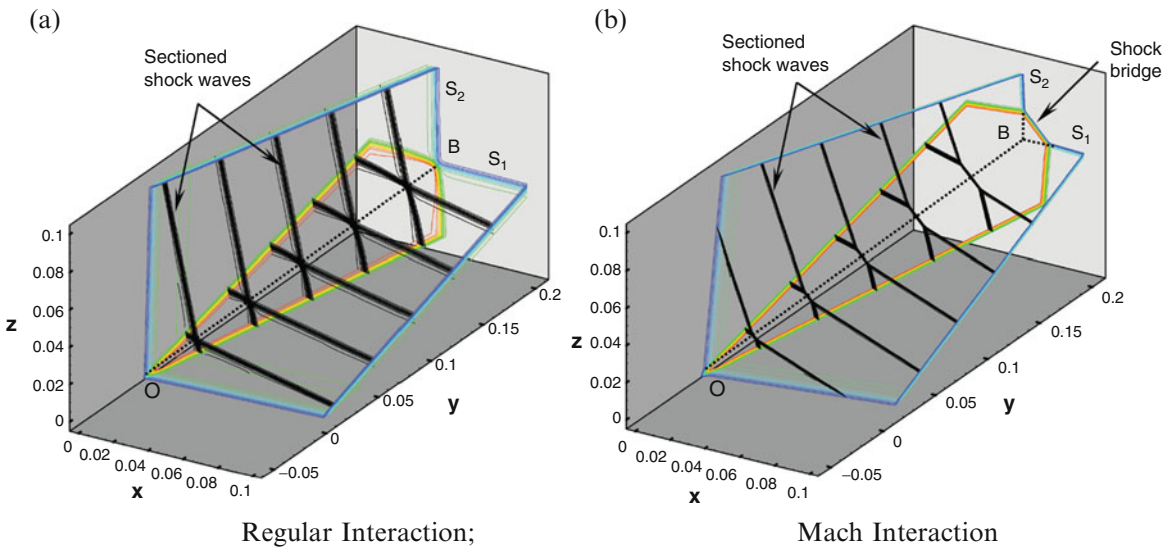 (a)
Sectioned
shock waves
S2
B
S1
0.1
0.08
0.06
z
0.04
0.02
0
O
0
0.02
0.04
0.06
0.08
0.1
x
−0.05
0
0.05
0.1
0.15
0.2
y
Regular Interaction;
(b)
Sectioned
shock waves
Shock
bridge
S2
B
S1
0.1
0.08
0.06
z
0.04
0.02
0
O
0
0.02
0.04
0.06
0.08
0.1
x
−0.05
0
0.05
0.1
0.15
0.2
y
Mach Interaction